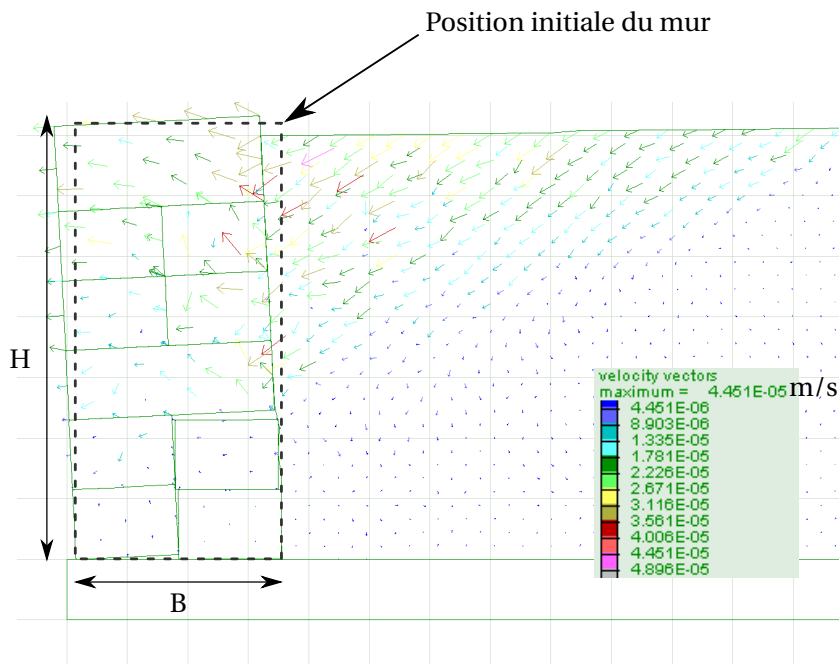 Position initiale du mur
H
B
velocity vectors
maximum = 4.451E-05 m/s
4.451E-06
8.903E-06
1.335E-05
1.781E-05
2.226E-05
2.671E-05
3.116E-05
3.561E-05
4.006E-05
4.451E-05
4.896E-05